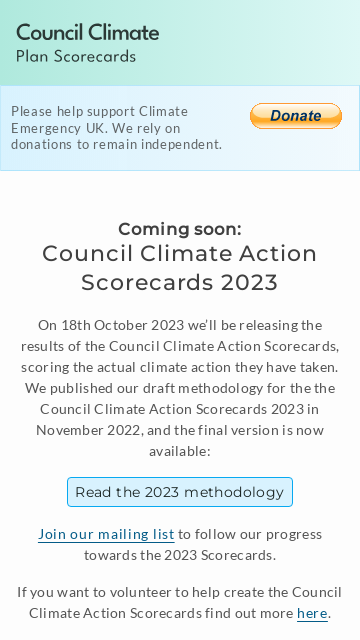 Council Climate
Plan Scorecards
Please help support Climate
Emergency UK. We rely on
donations to remain independent.
Donate
Coming soon:
Council Climate Action
Scorecards 2023
On 18th October 2023 we’ll be releasing the
results of the Council Climate Action Scorecards,
scoring the actual climate action they have taken.
We published our draft methodology for the the
Council Climate Action Scorecards 2023 in
November 2022, and the final version is now
available:
Read the 2023 methodology
Join our mailing list to follow our progress
towards the 2023 Scorecards.
If you want to volunteer to help create the Council
Climate Action Scorecards find out more here.